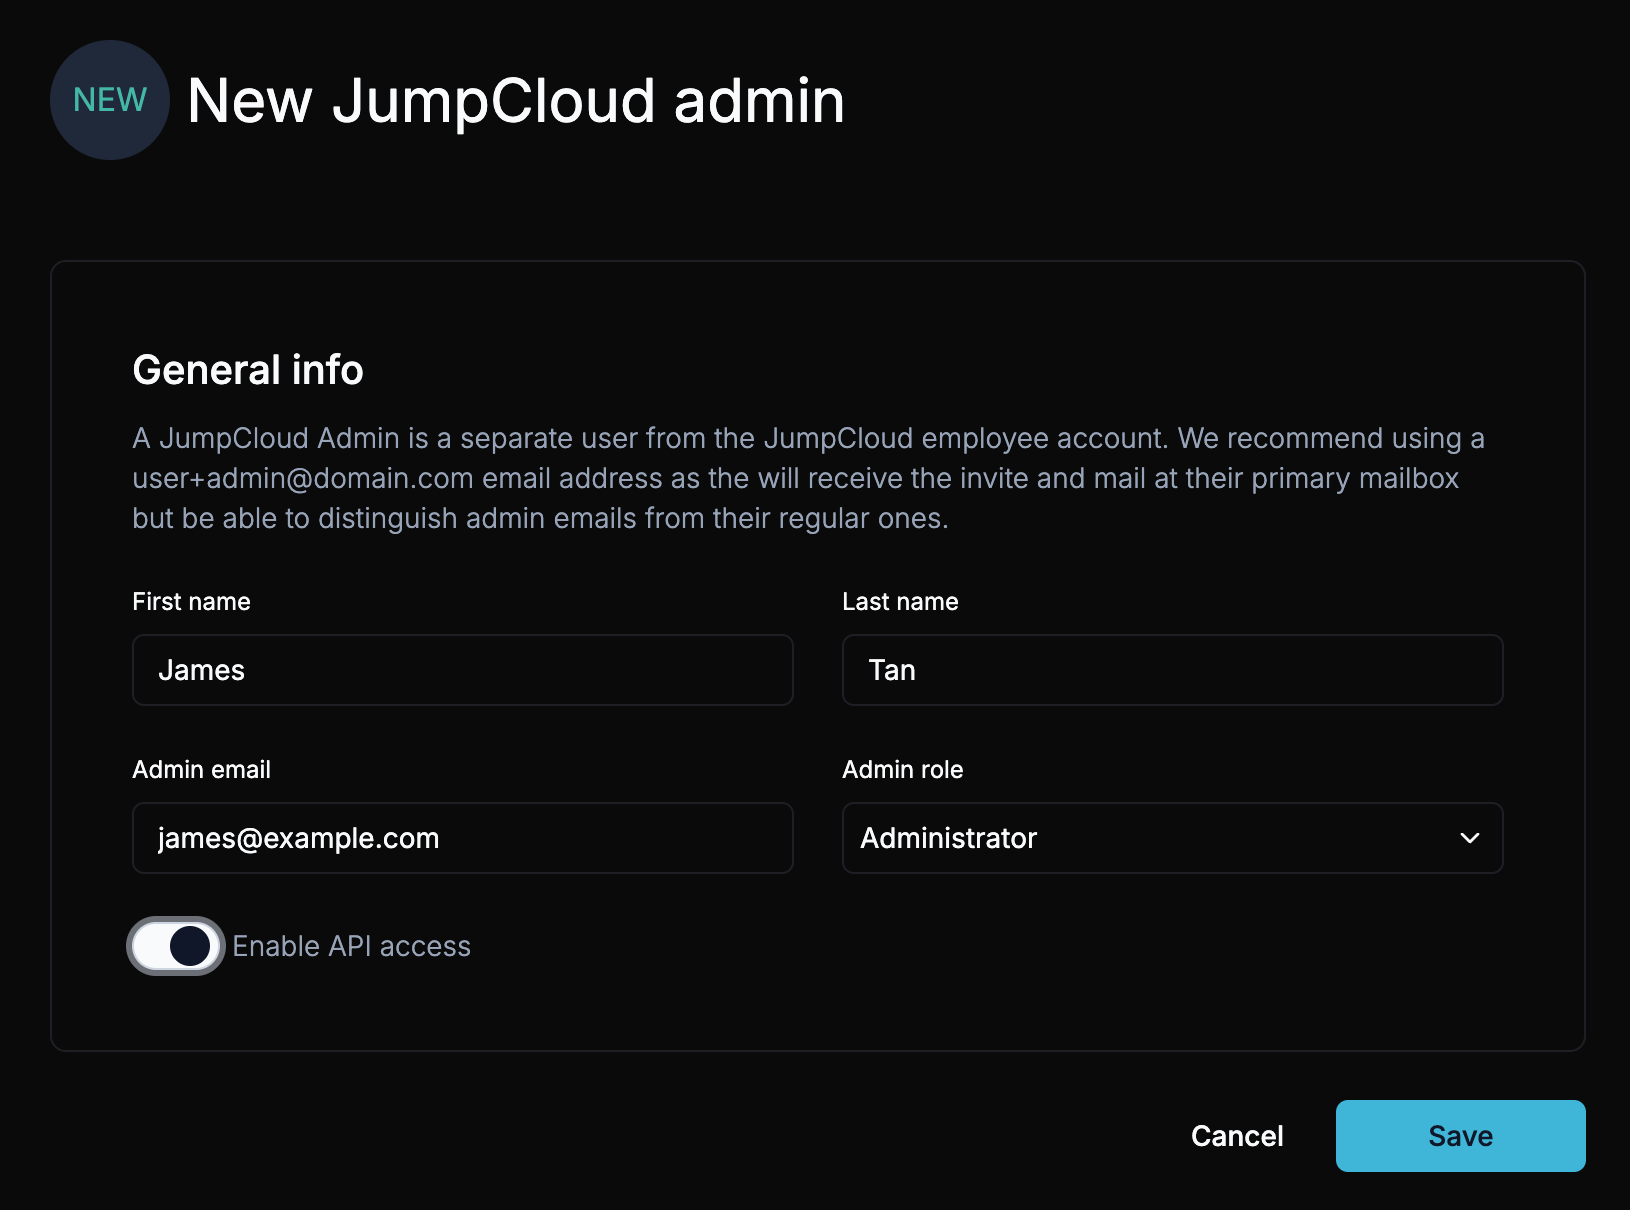 NEW
New JumpCloud admin
General info
A JumpCloud Admin is a separate user from the JumpCloud employee account. We recommend using a
user+admin@domain.com email address as the will receive the invite and mail at their primary mailbox
but be able to distinguish admin emails from their regular ones.
First name
Last name
James
Tan
Admin email
Admin role
james@example.com
Administrator
Enable API access
Cancel
Save